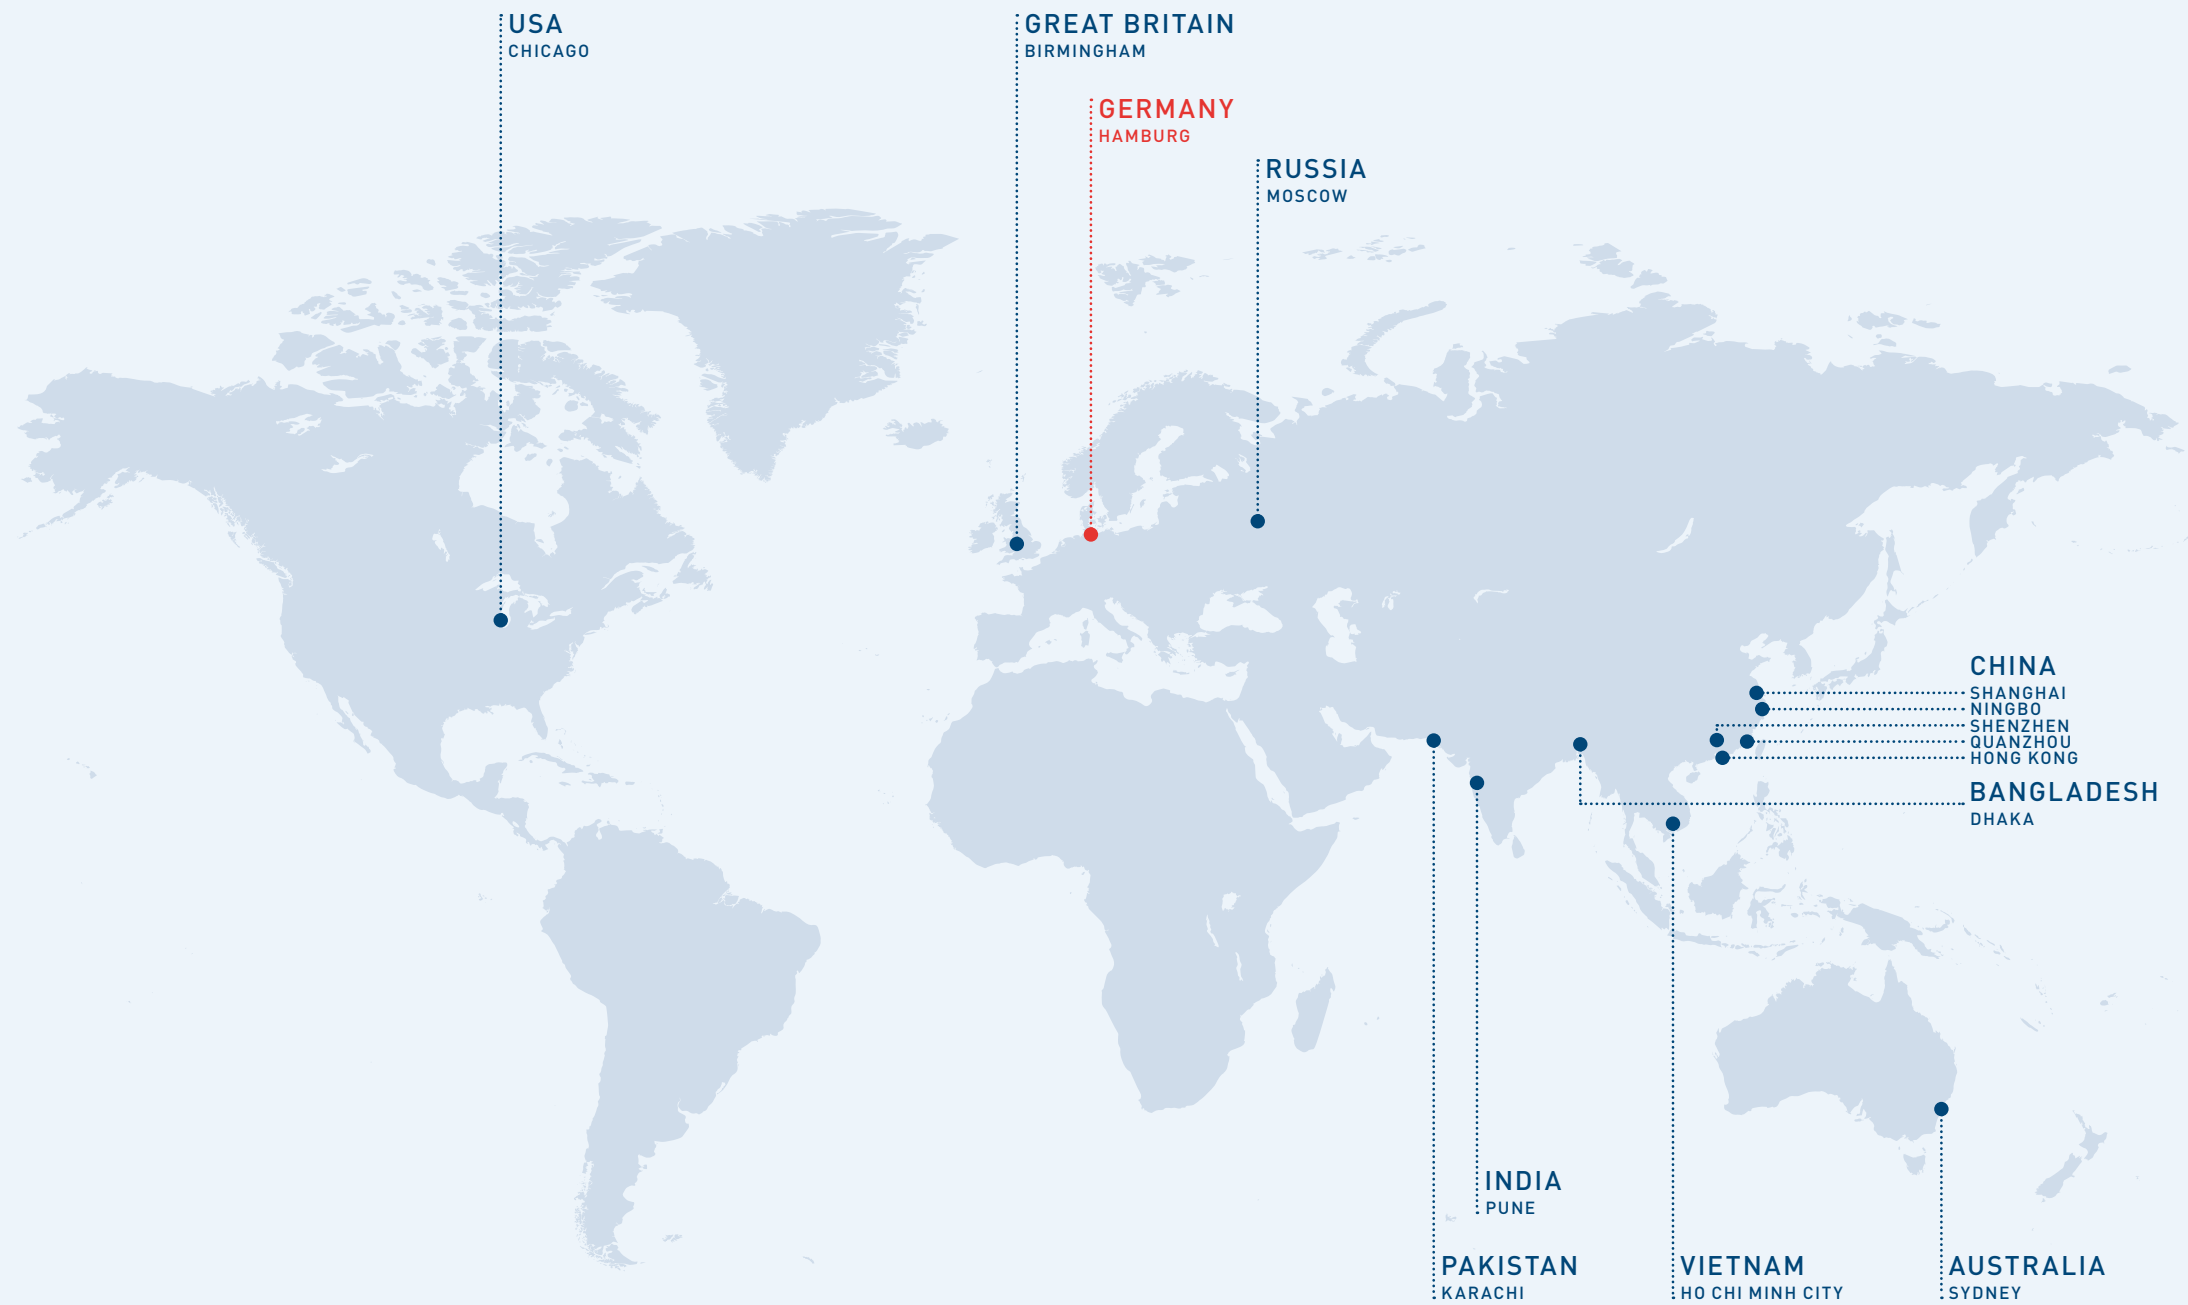 USA
CHICAGO
GREAT BRITAIN
BIRMINGHAM
GERMANY
HAMBURG
RUSSIA
MOSCOW
CHINA
SHANGHAI
NINGBO
SHENZHEN
QUANZHOU
HONG KONG
BANGLADESH
DHAKA
INDIA
PUNE
PAKISTAN
KARACHI
VIETNAM
HO CHI MINH CITY
AUSTRALIA
SYDNEY